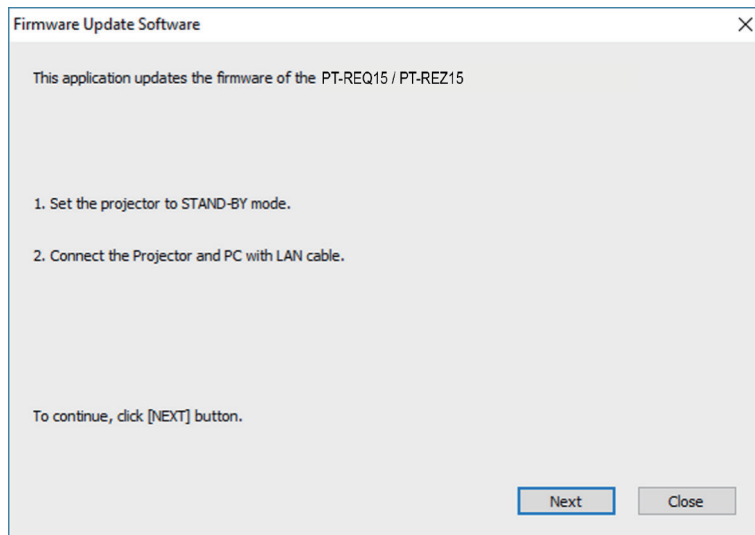 Firmware Update Software
This application updates the firmware of the PT-REQ15 / PT-REZ15
1. Set the projector to STAND-BY mode.
2. Connect the Projector and PC with LAN cable.
To continue, click [NEXT] button.
Next
Close